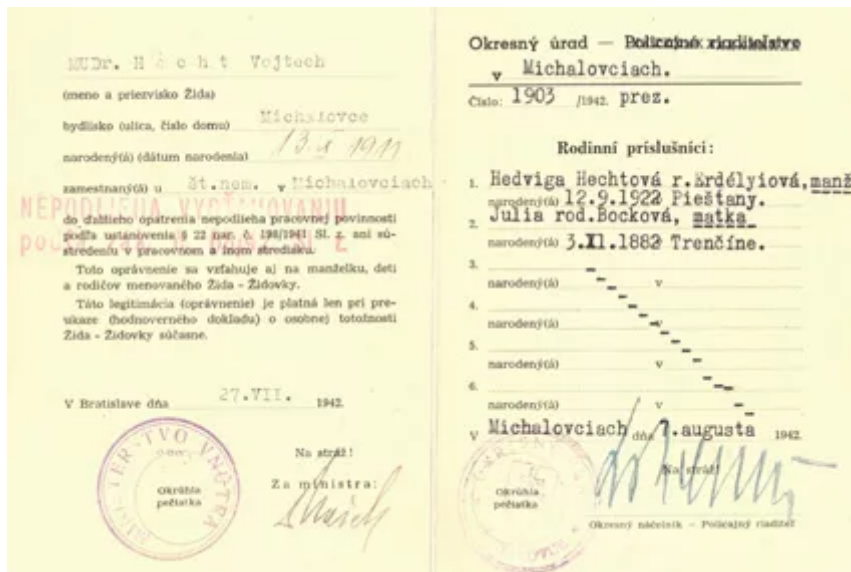 MUDr. H e c h t Vojtech
(meno a priezvisko Žida)
bydlisko (ulica, číslo domu) Michalovce
narodený(á) (dátum narodenia) 13 X 1911
zamestnaný(á) u št.nem. v Michalovciach
NEPODLIEHA VYSŤAHOVANIU
do ďalšieho opatrenia nepodlieha pracovnej povinnosti
podľa ustanovenia § 22 nar. č. 198/1941 Sl. z. ani sú-
stredeniu v pracovnom a inom stredisku.
Toto oprávnenie sa vzťahuje aj na manželku, deti
a rodičov menovaného Žida - Židovky.
Táto legitimácia (oprávnenie) je platná len pri pre-
ukaze (hodnoverného dokladu) o osobnej totožnosti
Žida - Židovky súčasne.
V Bratislave dňa 27.VII. 1942.
MINISTERSTVO VNÚTRA
Okrúhla
pečiatka
Na stráž!
Za ministra:
Okresný úrad — Policajné riaditeľstvo
v Michalovciach.
Číslo: 1903 /1942. prez.
Rodinní príslušníci:
1. Hedviga Hechtová r.Erdélyiová,manž
narodený(á) 12.9.1922 Piešťany.
2. Julia rod.Bocková, matka
narodený(á) 3.XI.1882 Trenčíne.
3.
narodený(á) v
4.
narodený(á) v
5.
narodený(á) v
6.
narodený(á) v
V Michalovciach dňa 7.augusta 1942.
Na stráž!
Okrúhla
pečiatka
Okresný náčelník - Policajný riaditeľ